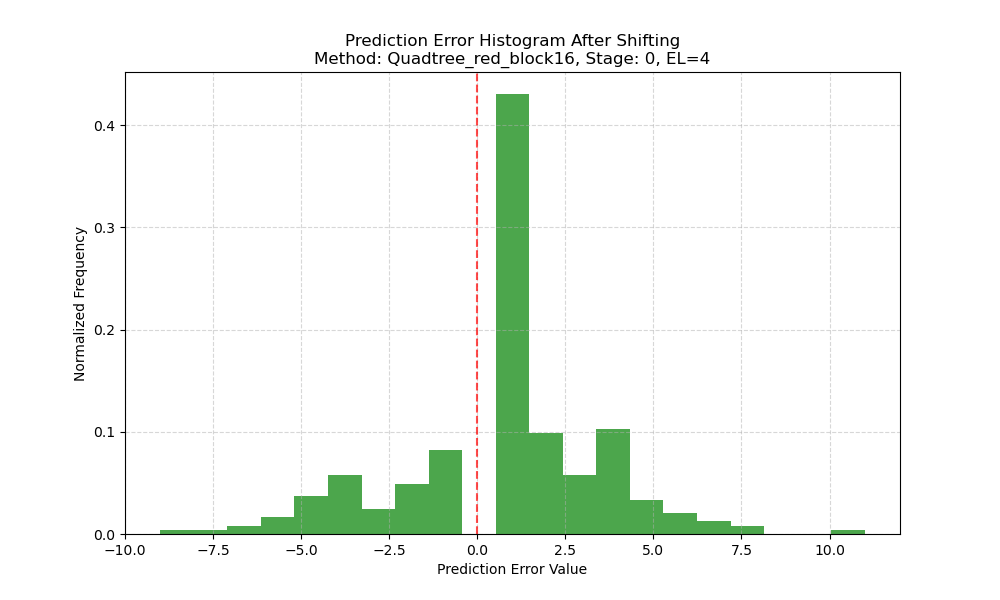 Prediction Error Histogram After Shifting
Method: Quadtree_red_block16, Stage: 0, EL=4
Normalized Frequency
0.4
0.3
0.2
0.1
0.0
−10.0 −7.5 −5.0 −2.5 0.0 2.5 5.0 7.5 10.0
Prediction Error Value